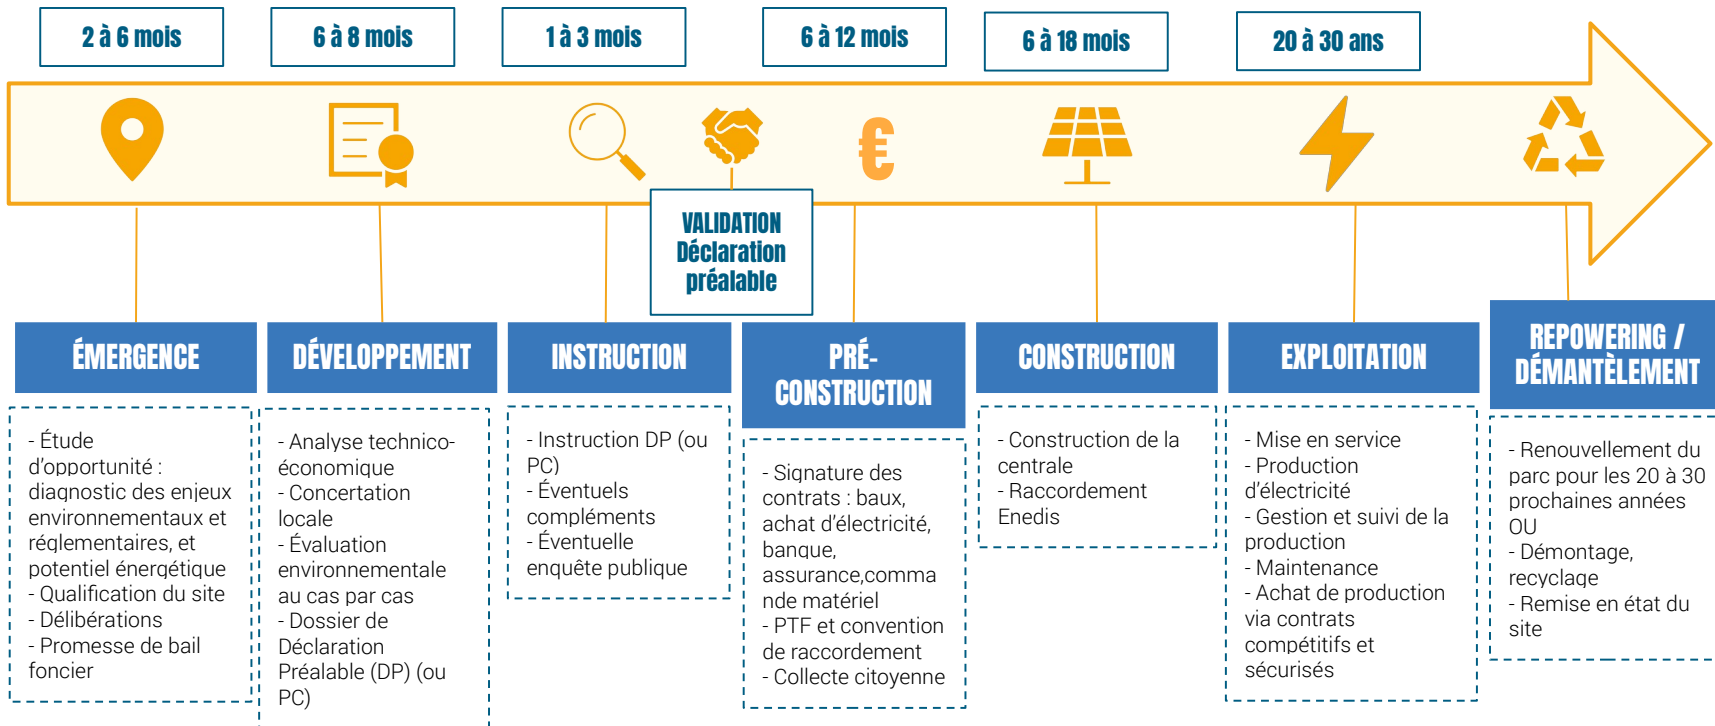 2 à 6 mois
6 à 8 mois
1 à 3 mois
6 à 12 mois
6 à 18 mois
20 à 30 ans
€
VALIDATION
Déclaration
préalable
ÉMERGENCE
- Étude
d'opportunité :
diagnostic des enjeux
environnementaux et
réglementaires, et
potentiel énergétique
- Qualification du site
- Délibérations
- Promesse de bail
foncier
DÉVELOPPEMENT
- Analyse technico-
économique
- Concertation
locale
- Évaluation
environnementale
au cas par cas
- Dossier de
Déclaration
Préalable (DP) (ou
PC)
INSTRUCTION
- Instruction DP (ou
PC)
- Éventuels
compléments
- Éventuelle
enquête publique
PRÉ-
CONSTRUCTION
- Signature des
contrats : baux,
achat d'électricité,
banque,
assurance,comma
nde matériel
- PTF et convention
de raccordement
- Collecte citoyenne
CONSTRUCTION
- Construction de la
centrale
- Raccordement
Enedis
EXPLOITATION
- Mise en service
- Production
d'électricité
- Gestion et suivi de la
production
- Maintenance
- Achat de production
via contrats
compétitifs et
sécurisés
REPOWERING /
DÉMANTÈLEMENT
- Renouvellement du
parc pour les 20 à 30
prochaines années
OU
- Démontage,
recyclage
- Remise en état du
site